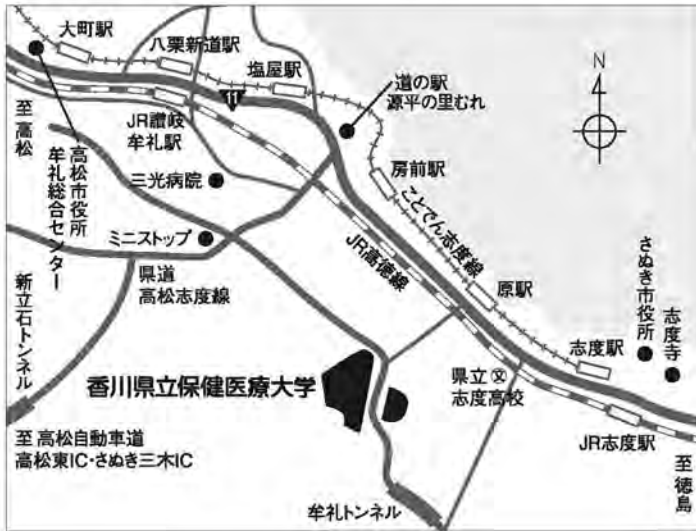 大町駅
八栗新道駅
塩屋駅
道の駅
源平の里むれ
N
11
JR讃岐
牟礼駅
至高松
高松市役所
牟礼総合センター
三光病院
房前駅
ことでん志度線
ミニストップ
県道
高松志度線
JR高徳線
原駅
さぬき市役所
志度寺
新立石トンネル
志度駅
香川県立保健医療大学
県立
文
志度高校
JR志度駅
至 高松自動車道
高松東IC・さぬき三木IC
至徳島
牟礼トンネル